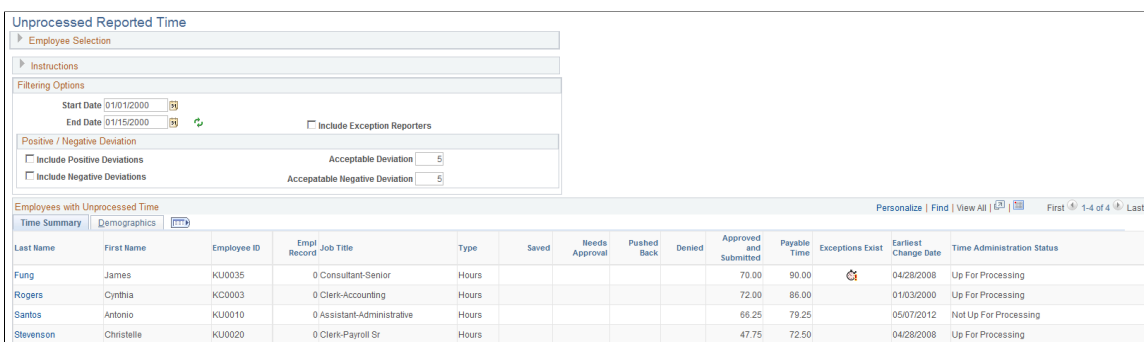 Unprocessed Reported Time
Employee Selection
Instructions
Filtering Options
Start Date 01/01/2000
End Date 01/15/2000 Include Exception Reporters
Positive / Negative Deviation
Include Positive Deviations Acceptable Deviation 5
Include Negative Deviations Accepatable Negative Deviation 5
Employees with Unprocessed Time Personalize | Find | View All | | First 1-4 of 4 Last
Time Summary Demographics
Last Name First Name Employee ID Empl Record Job Title Type Saved Needs Approval Pushed Back Denied Approved and Submitted Payable Time Exceptions Exist Earliest Change Date Time Administration Status
Fung James KU0035 0 Consultant-Senior Hours 70.00 90.00 04/28/2008 Up For Processing
Rogers Cynthia KC0003 0 Clerk-Accounting Hours 72.00 86.00 01/03/2000 Up For Processing
Santos Antonio KU0010 0 Assistant-Administrative Hours 66.25 79.25 05/07/2012 Not Up For Processing
Stevenson Christelle KU0020 0 Clerk-Payroll Sr Hours 47.75 72.50 04/28/2008 Up For Processing